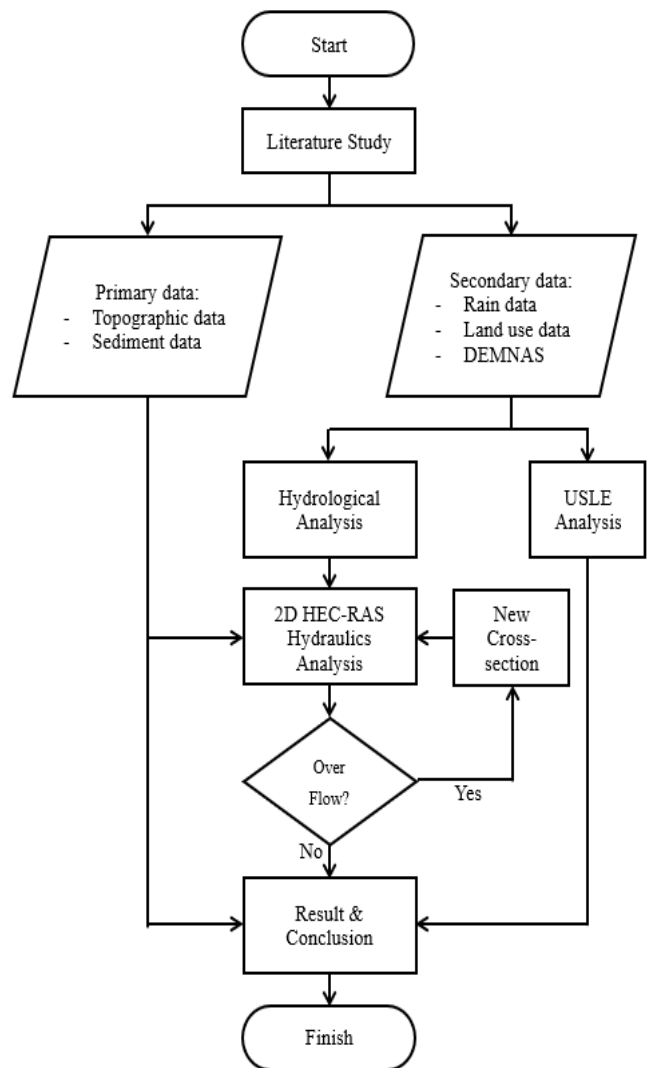 Start
Literature Study
Primary data:
- Topographic data
- Sediment data
Secondary data:
- Rain data
- Land use data
- DEMNAS
Hydrological
Analysis
USLE
Analysis
2D HEC-RAS
Hydraulics
Analysis
New
Cross-
section
Over
Flow?
Yes
No
Result &
Conclusion
Finish